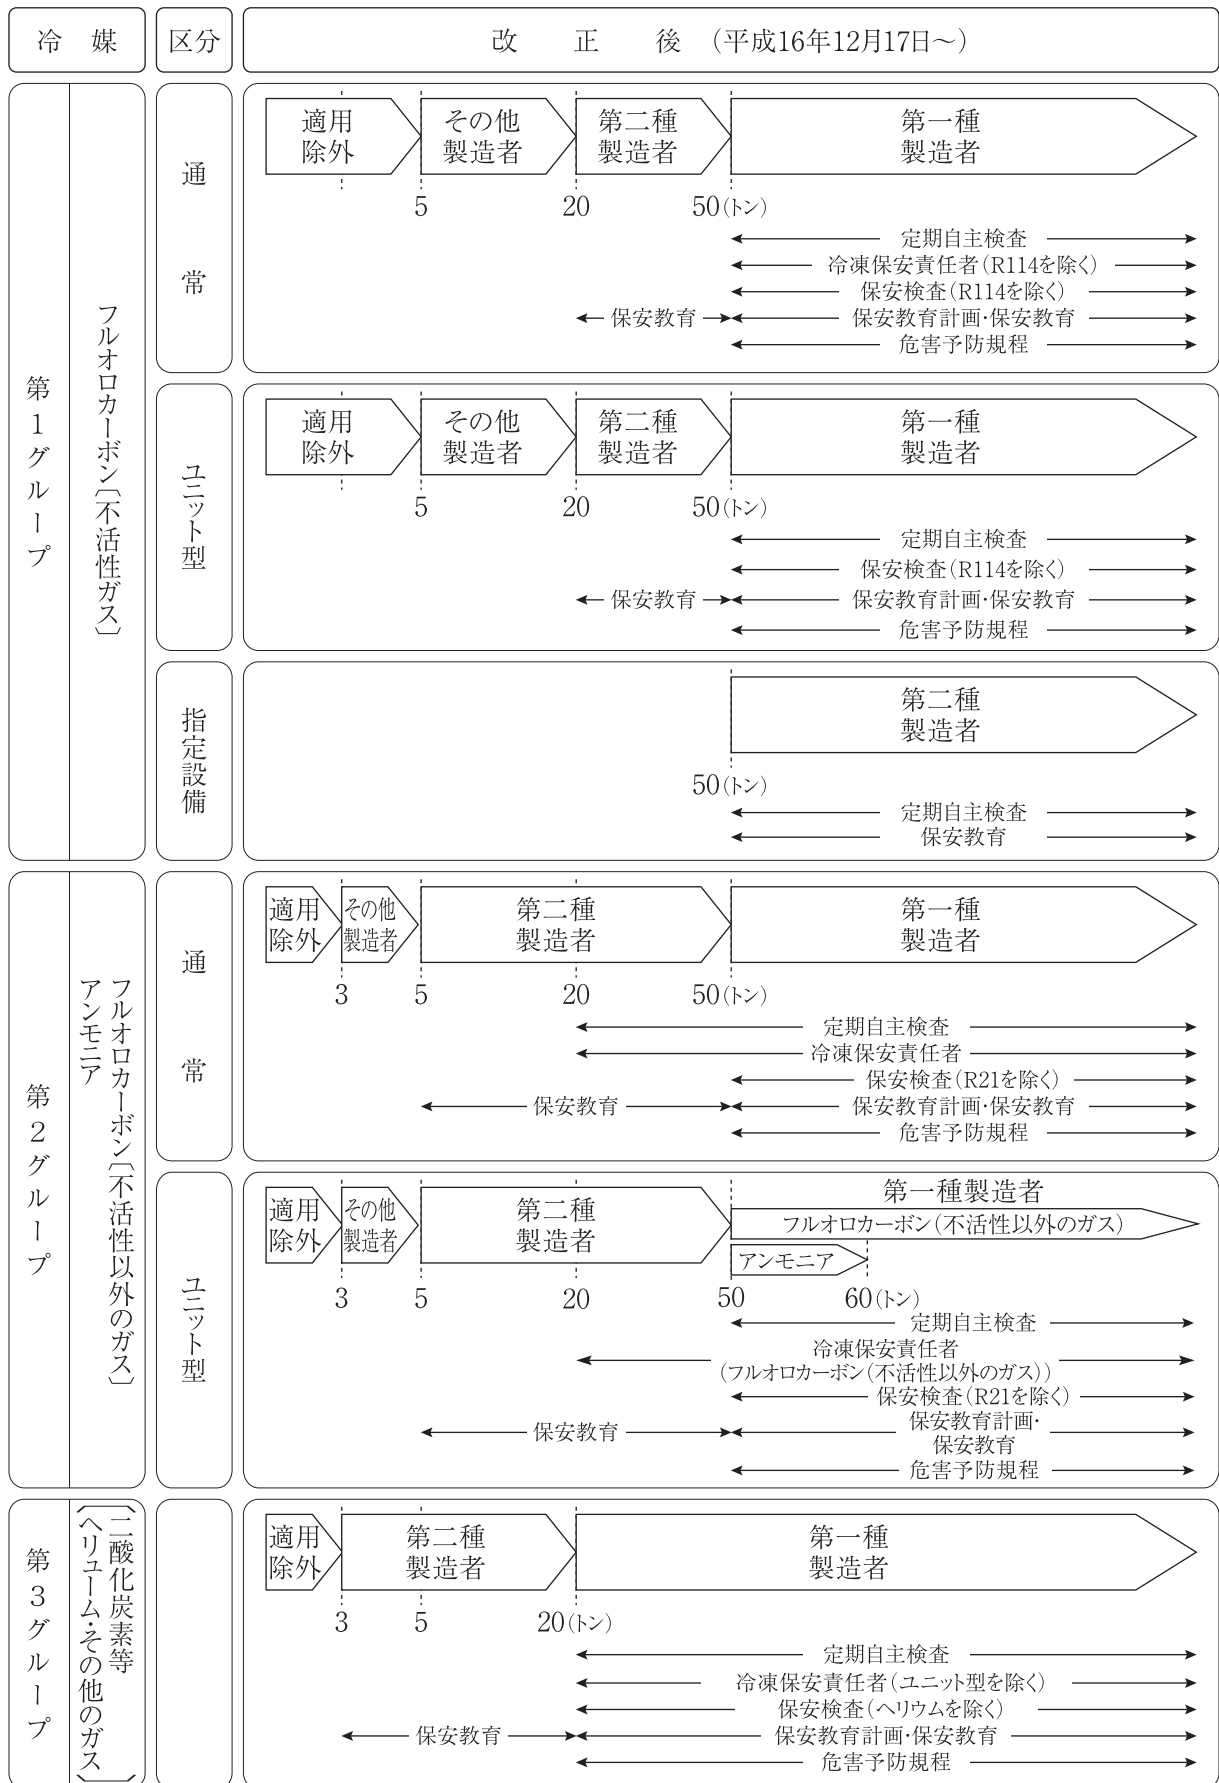 冷 媒
区分
改 正 後 (平成16年12月17日~)
第1グループ
フルオロカーボン〔不活性ガス〕
通 常
適用
除外
その他
製造者
第二種
製造者
第一種
製造者
5 20 50(トン)
定期自主検査
冷凍保安責任者(R114を除く)
保安検査(R114を除く)
保安教育 保安教育計画・保安教育
危害予防規程
ユニット型
適用
除外
その他
製造者
第二種
製造者
第一種
製造者
5 20 50(トン)
定期自主検査
保安検査(R114を除く)
保安教育 保安教育計画・保安教育
危害予防規程
指定設備
第二種
製造者
50(トン)
定期自主検査
保安教育
第2グループ
フルオロカーボン〔不活性以外のガス〕
アンモニア
通 常
適用
除外
その他
製造者
第二種
製造者
第一種
製造者
3 5 20 50(トン)
定期自主検査
冷凍保安責任者
保安検査(R21を除く)
保安教育 保安教育計画・保安教育
危害予防規程
ユニット型
適用
除外
その他
製造者
第二種
製造者
第一種製造者
フルオロカーボン(不活性以外のガス)
アンモニア
3 5 20 50 60(トン)
定期自主検査
冷凍保安責任者
(フルオロカーボン(不活性以外のガス))
保安検査(R21を除く)
保安教育 保安教育計画・
保安教育
危害予防規程
第3グループ
〔二酸化炭素等
ヘリューム・その他のガス〕
適用
除外
第二種
製造者
第一種
製造者
3 5 20(トン)
定期自主検査
冷凍保安責任者(ユニット型を除く)
保安検査(ヘリウムを除く)
保安教育 保安教育計画・保安教育
危害予防規程